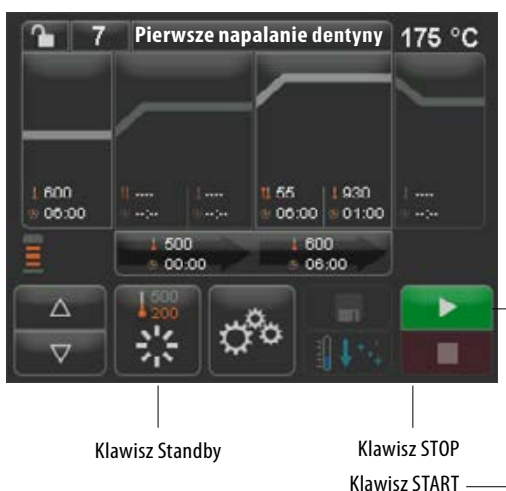 7 Pierwsze napalanie dentyny 175 °C
600 ---- ---- 55 930 ----
06:00 --:- --:- 06:00 01:00 --:-
500 600
00:00 06:00
600
200
Klawisz Standby
Klawisz STOP
Klawisz START